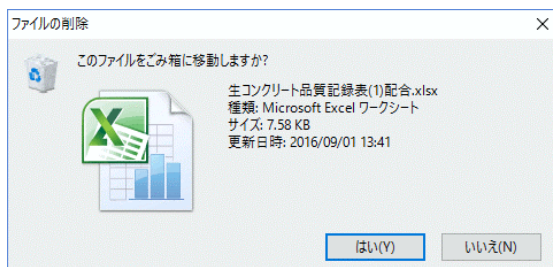 ファイルの削除
このファイルをごみ箱に移動しますか?
生コンクリート品質記録表(1)配合.xlsx
種類: Microsoft Excel ワークシート
サイズ: 7.58 KB
更新日時: 2016/09/01 13:41
はい(Y)
いいえ(N)